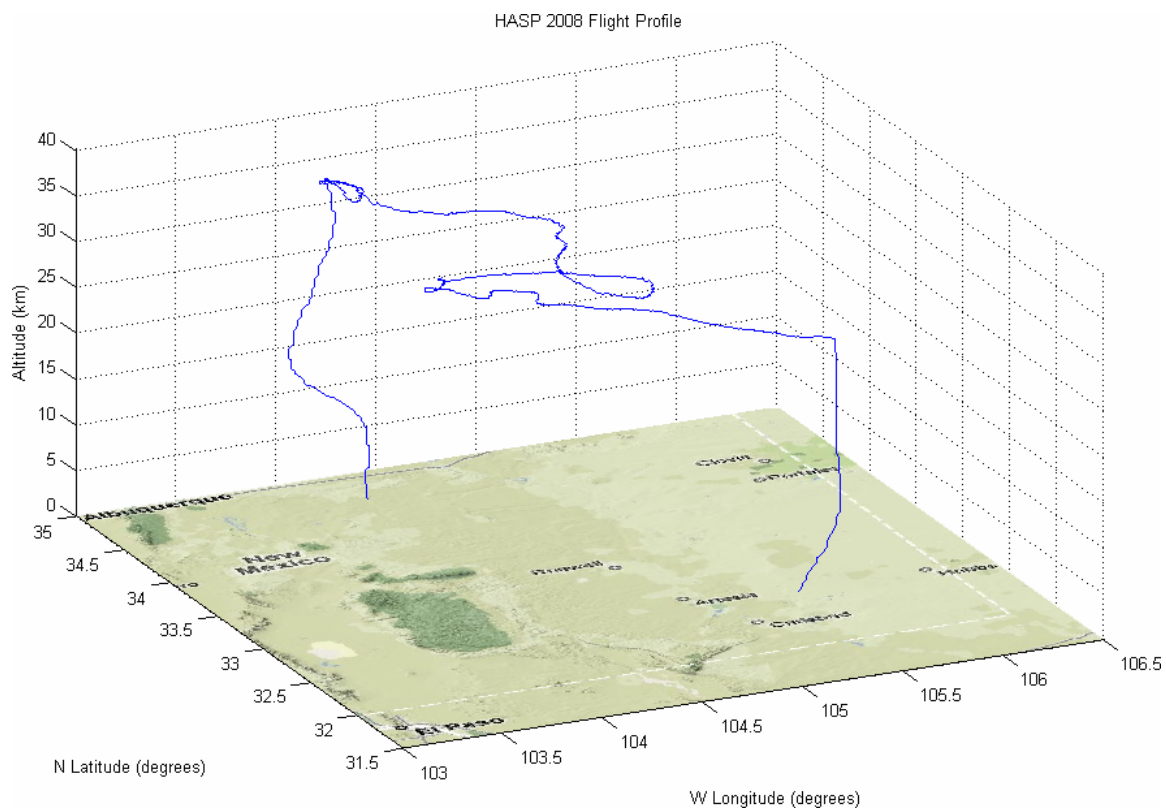 HASP 2008 Flight Profile
40
35
30
25
20
15
10
5
0
Altitude (km)
35
34.5
34
33.5
33
32.5
32
31.5
N Latitude (degrees)
103
103.5
104
104.5
105
105.5
106
106.5
W Longitude (degrees)
Albuquerque
New
Mexico
ro
Clovis
Portales
Roswell
Artesia
Carlsbad
Hobbs
El Paso